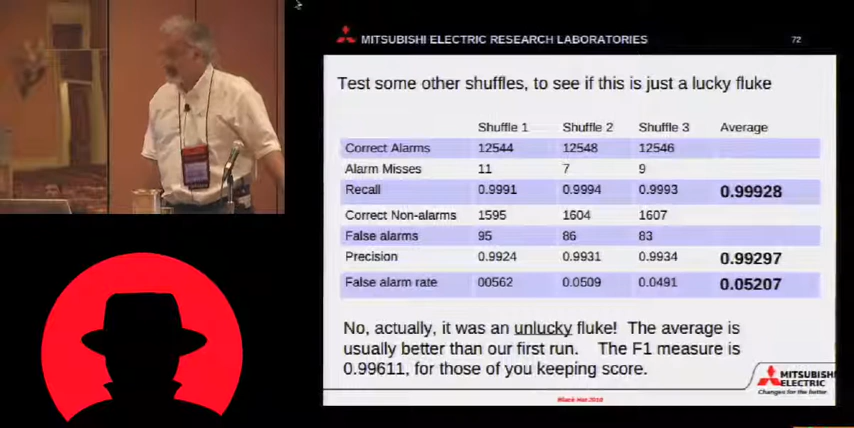 MITSUBISHI ELECTRIC RESEARCH LABORATORIES 72
Test some other shuffles, to see if this is just a lucky fluke
Shuffle 1 Shuffle 2 Shuffle 3 Average
Correct Alarms 12544 12548 12546
Alarm Misses 11 7 9
Recall 0.9991 0.9994 0.9993 0.99928
Correct Non-alarms 1595 1604 1607
False alarms 95 86 83
Precision 0.9924 0.9931 0.9934 0.99297
False alarm rate 00562 0.0509 0.0491 0.05207
No, actually, it was an unlucky fluke! The average is
usually better than our first run. The F1 measure is
0.99611, for those of you keeping score.
MITSUBISHI
ELECTRIC
Changes for the better
Black Hat 2018